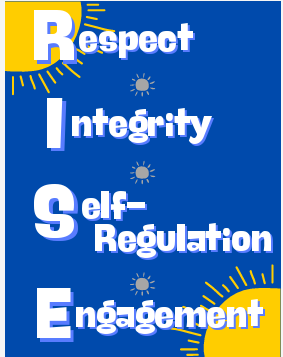 Respect
Integrity
Self-
Regulation
Engagement